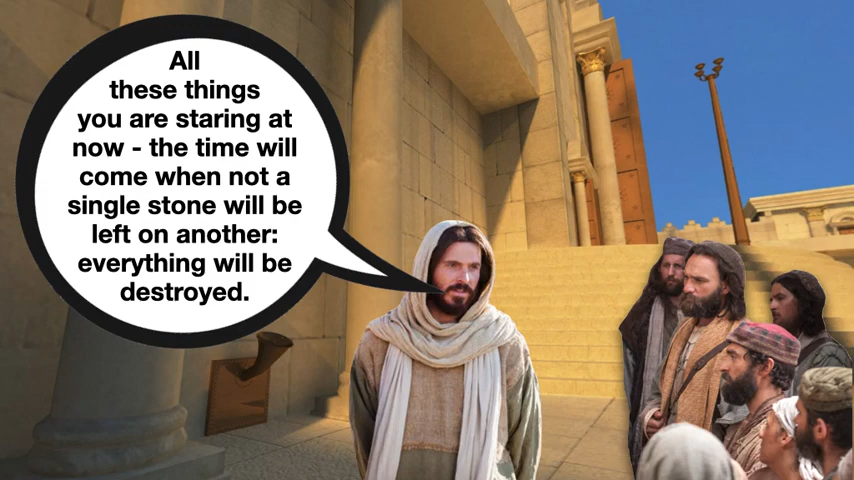 All
these things
you are staring at
now - the time will
come when not a
single stone will be
left on another:
everything will be
destroyed.